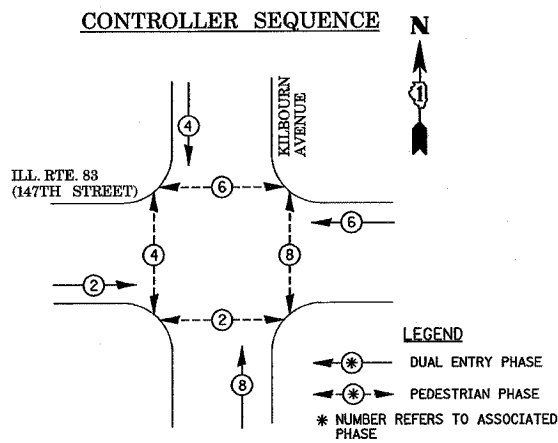 CONTROLLER SEQUENCE
N
1
4
KILBOURN
AVENUE
ILL. RTE. 83
(147TH STREET)
6
6
4
8
2
2
8
LEGEND
* DUAL ENTRY PHASE
* PEDESTRIAN PHASE
* NUMBER REFERS TO ASSOCIATED
PHASE